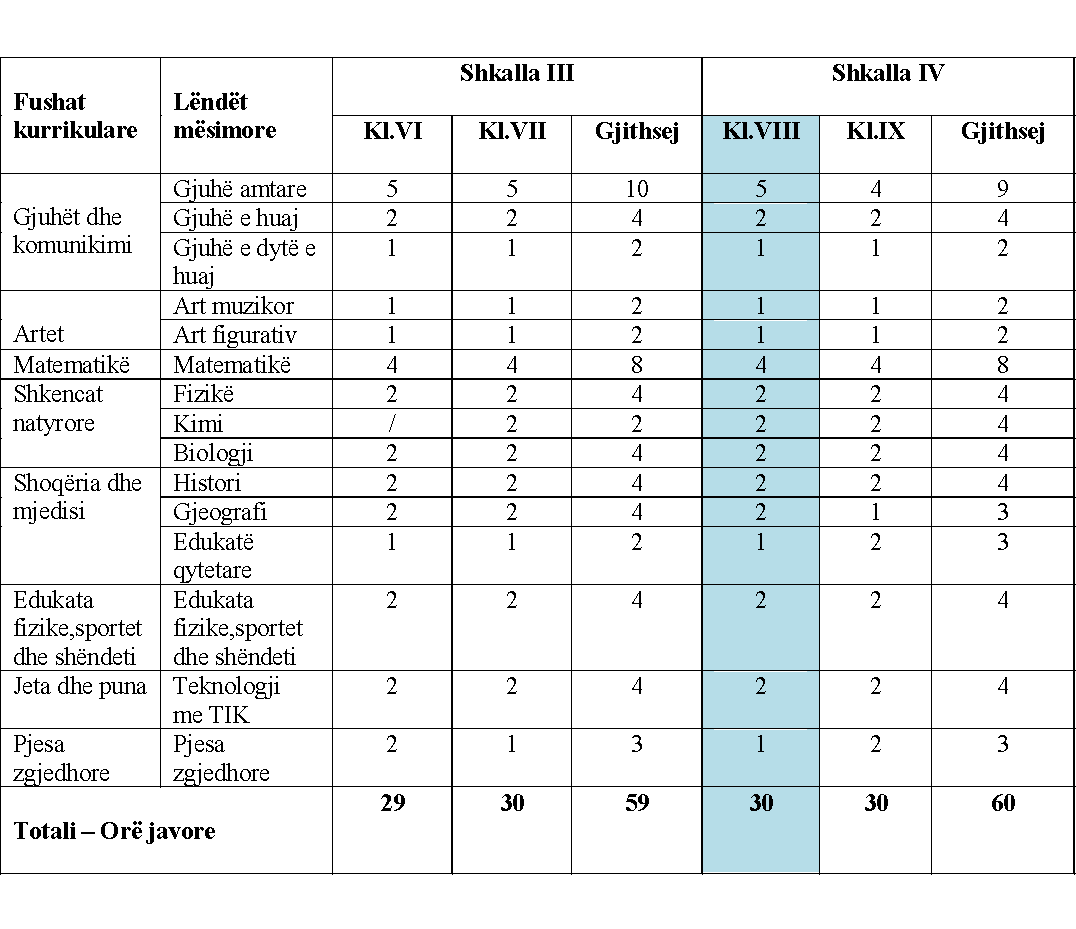 Fushat kurrikulare Lëndët mësimore Shkalla III Shkalla IV
Kl.VI Kl.VII Gjithsej Kl.VIII Kl.IX Gjithsej
Gjuhët dhe komunikimi Gjuhë amtare 5 5 10 5 4 9
Gjuhë e huaj 2 2 4 2 2 4
Gjuhë e dytë e huaj 1 1 2 1 1 2
Artet Art muzikor 1 1 2 1 1 2
Art figurativ 1 1 2 1 1 2
Matematikë Matematikë 4 4 8 4 4 8
Shkencat natyrore Fizikë 2 2 4 2 2 4
Kimi / 2 2 2 2 4
Biologji 2 2 4 2 2 4
Shoqëria dhe mjedisi Histori 2 2 4 2 2 4
Gjeografi 2 2 4 2 1 3
Edukatë qytetare 1 1 2 1 2 3
Edukata fizike,sportet dhe shëndeti Edukata fizike,sportet dhe shëndeti 2 2 4 2 2 4
Jeta dhe puna Teknologji me TIK 2 2 4 2 2 4
Pjesa zgjedhore Pjesa zgjedhore 2 1 3 1 2 3
Totali – Orë javore 29 30 59 30 30 60